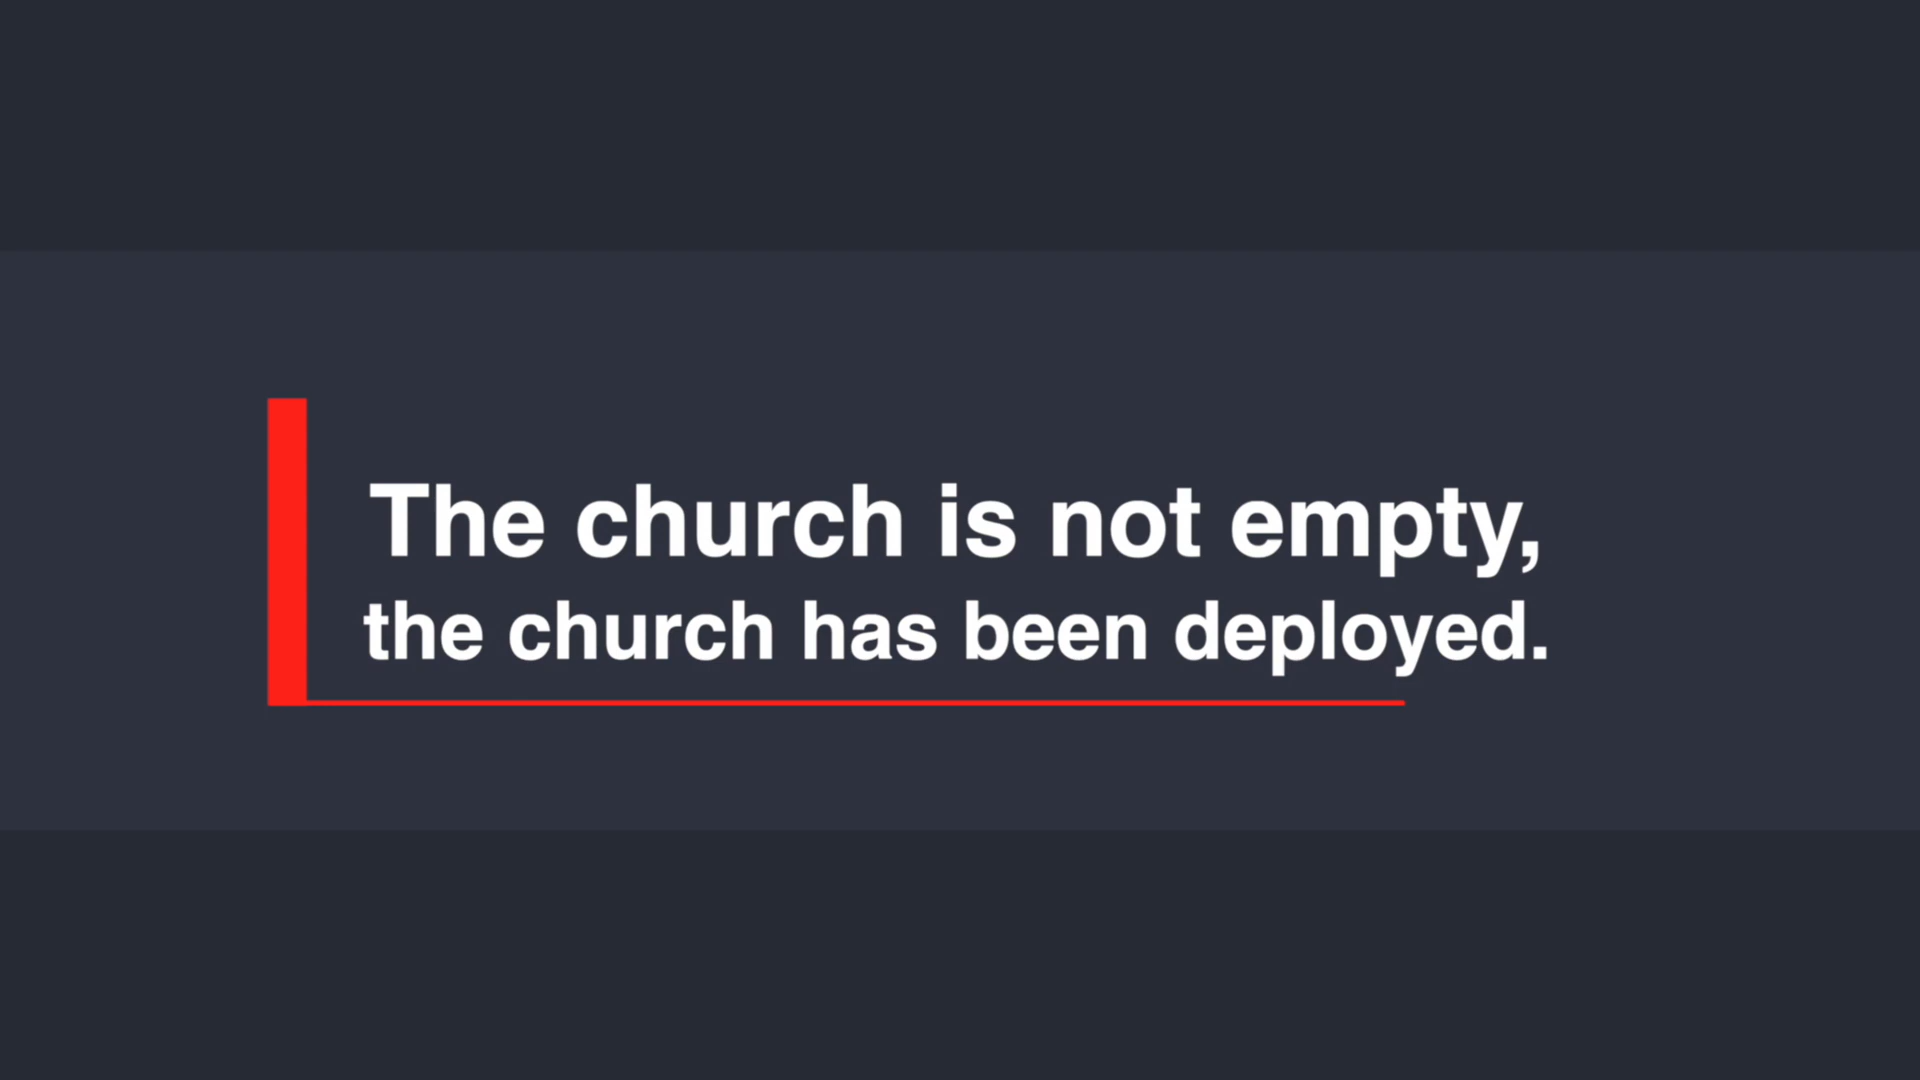 The church is not empty,
the church has been deployed.